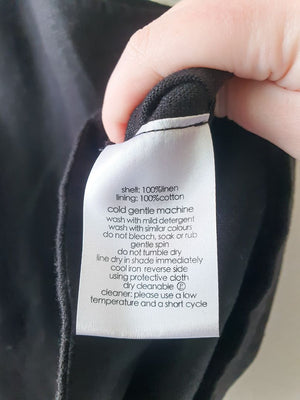 shell: 100%linen
lining: 100%cotton
cold gentle machine
wash with mild detergent
wash with similar colours
do not bleach, soak or rub
gentle spin
do not tumble dry
line dry in shade immediately
cool iron reverse side
using protective cloth
dry cleanable Ⓟ
cleaner: please use a low
temperature and a short cycle